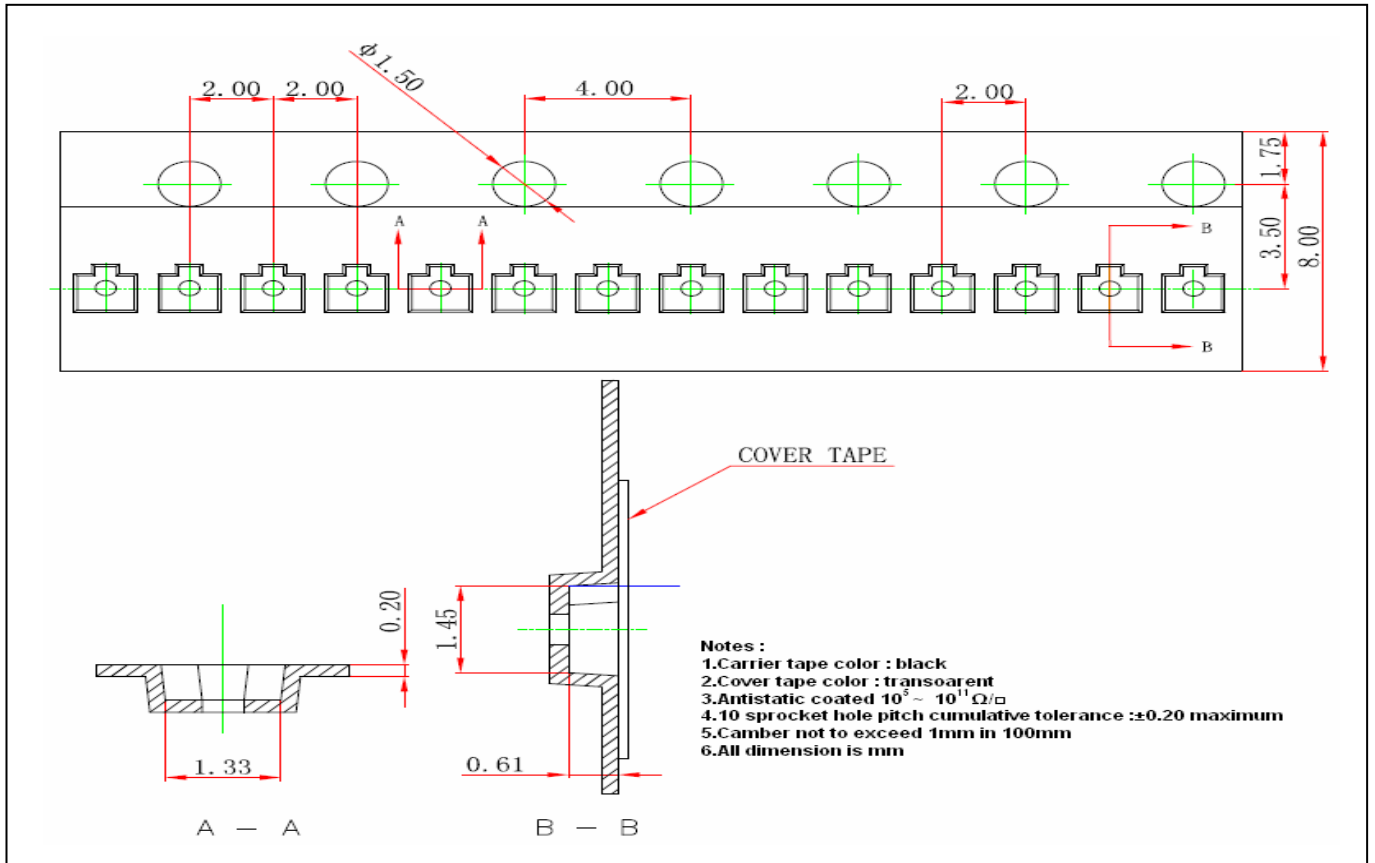 ϕ1.50
2.00 2.00 4.00 2.00
1.75
3.50
8.00
A A
B
B
COVER TAPE
0.20
1.33
A - A
1.45
0.61
B - B
Notes :
1.Carrier tape color : black
2.Cover tape color : transoarent
3.Antistatic coated 10⁵ ~ 10¹¹ Ω/□
4.10 sprocket hole pitch cumulative tolerance :±0.20 maximum
5.Camber not to exceed 1mm in 100mm
6.All dimension is mm